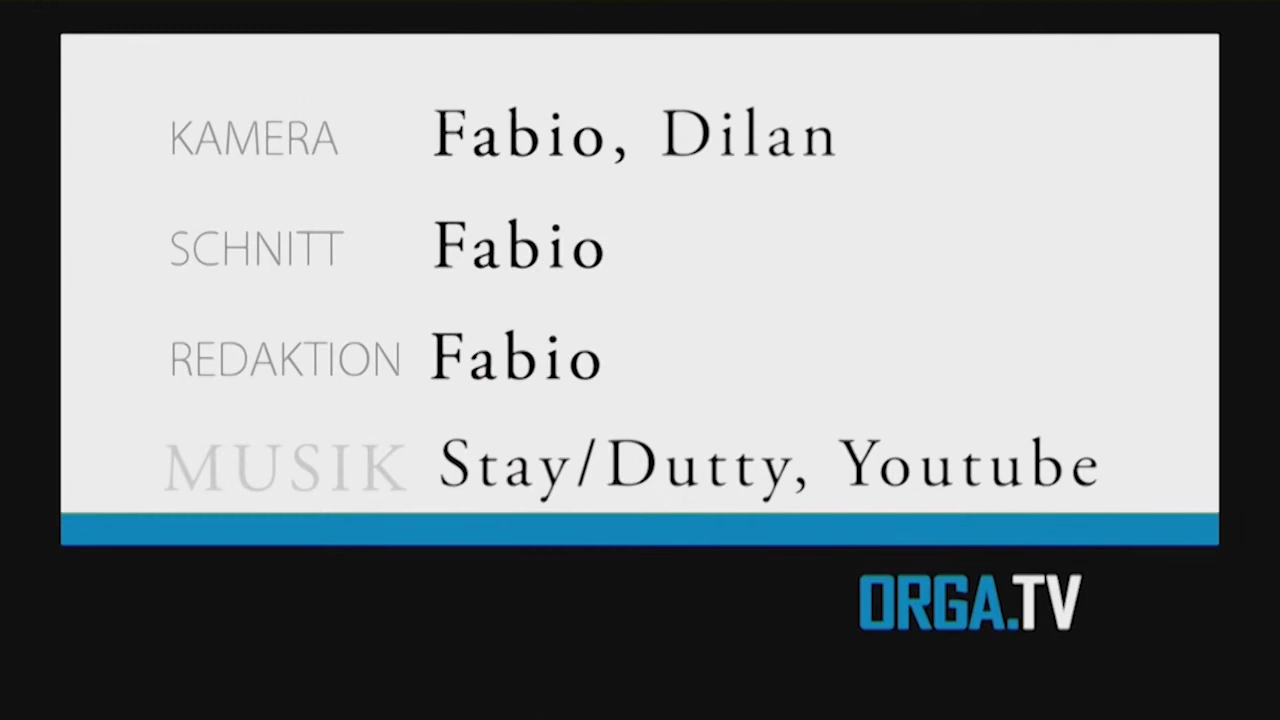 KAMERA Fabio, Dilan
SCHNITT Fabio
REDAKTION Fabio
MUSIK Stay/Dutty, Youtube
ORGA.TV